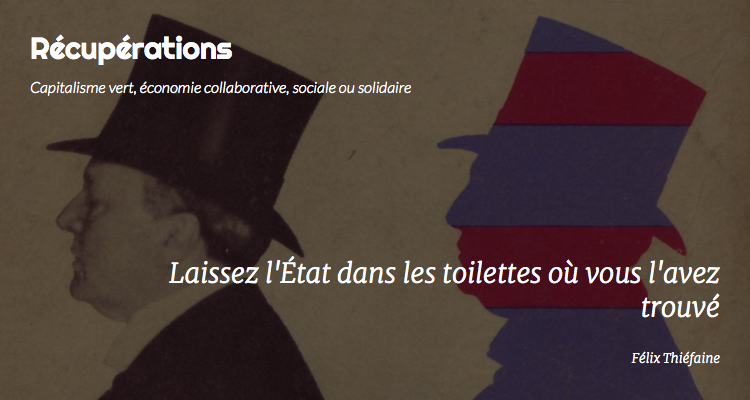 Récupérations
Capitalisme vert, économie collaborative, sociale ou solidaire
Laissez l'État dans les toilettes où vous l'avez
trouvé
Félix Thiéfaine